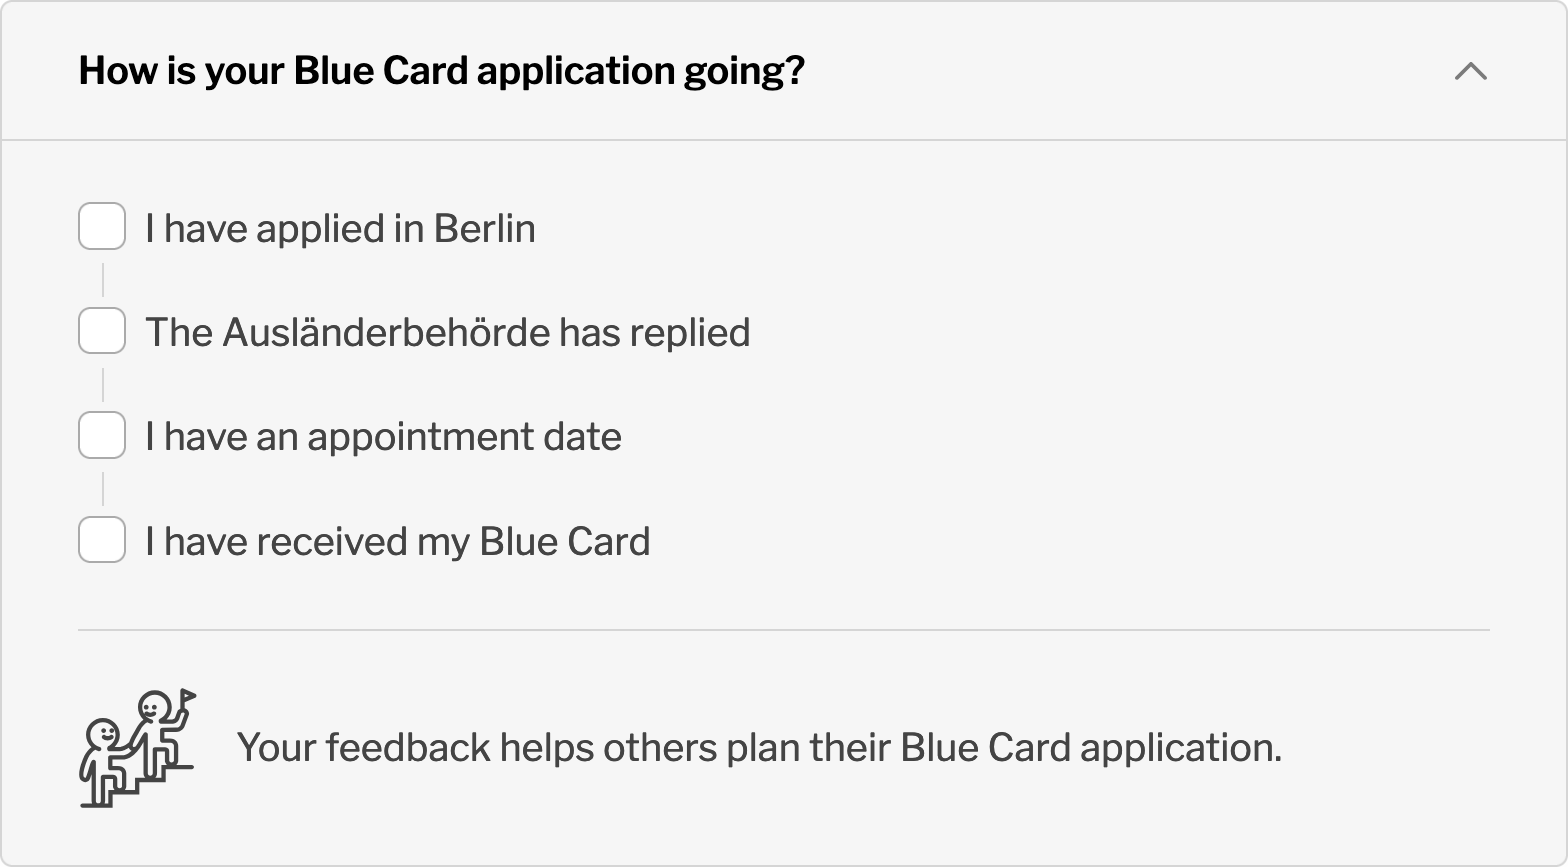 How is your Blue Card application going?
I have applied in Berlin
The Ausländerbehörde has replied
I have an appointment date
I have received my Blue Card
Your feedback helps others plan their Blue Card application.